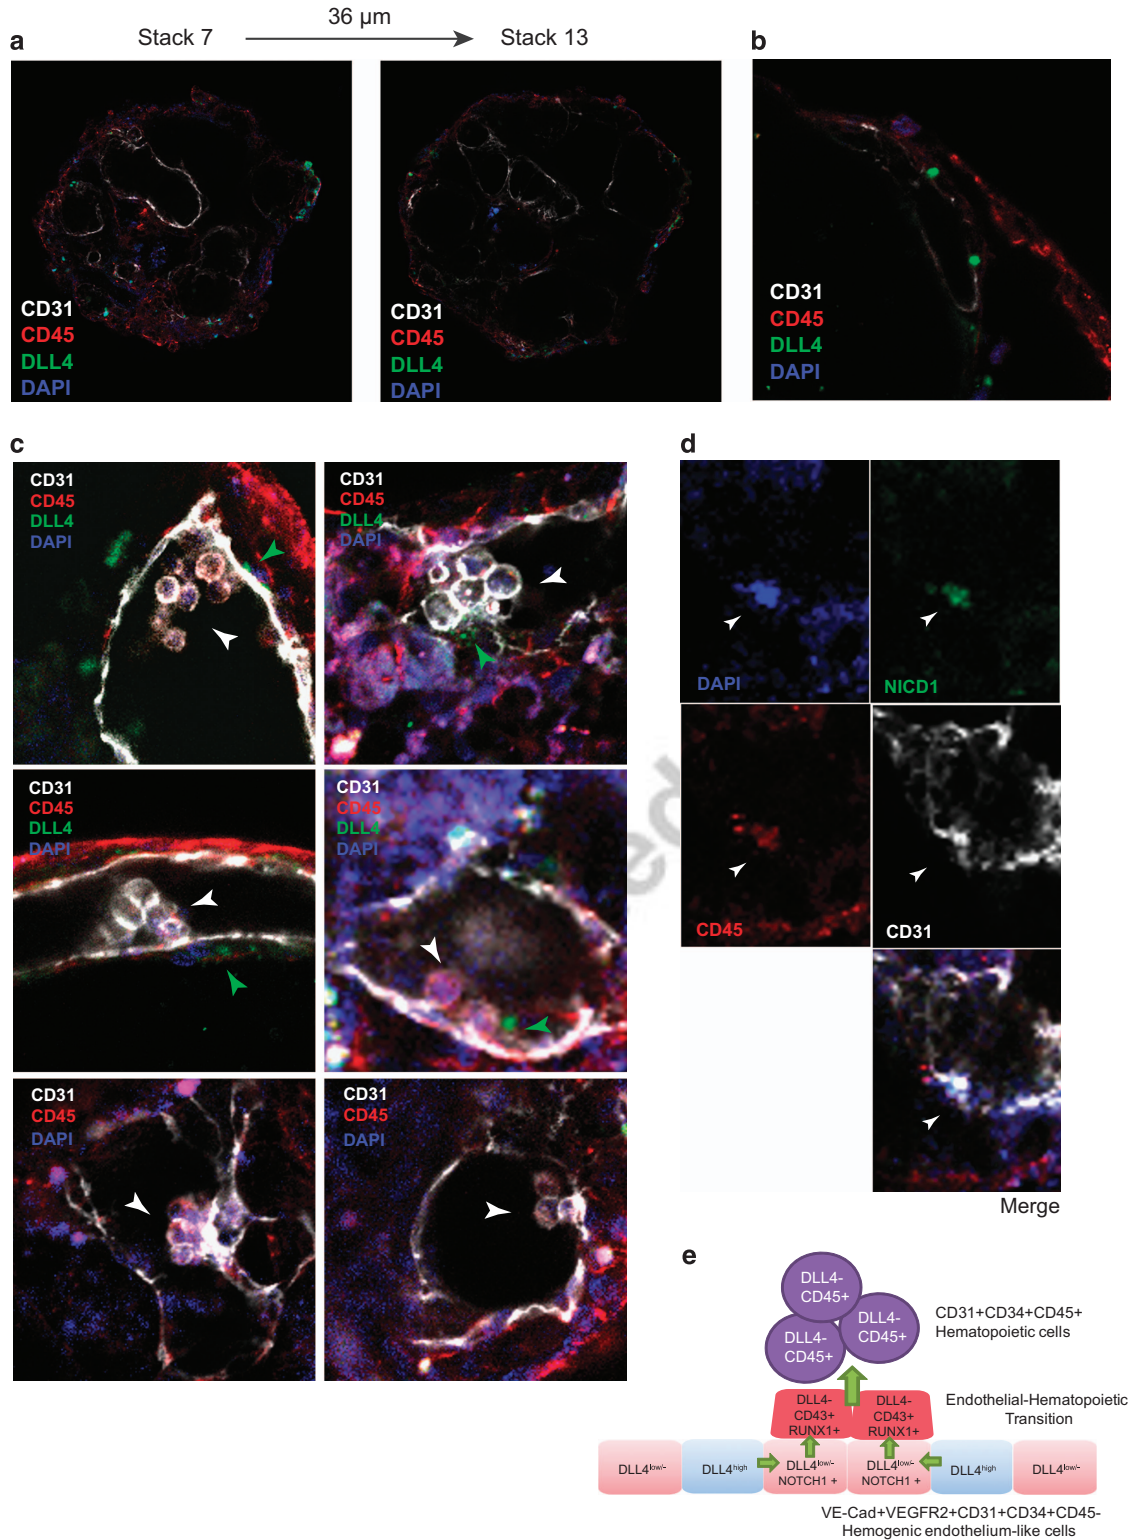 36 µm
a
Stack 7
Stack 13
b
CD31
CD45
DLL4
DAPI
CD31
CD45
DLL4
DAPI
CD31
CD45
DLL4
DAPI
c
CD31
CD45
DLL4
DAPI
CD31
CD45
DLL4
DAPI
CD31
CD45
DLL4
DAPI
CD31
CD45
DLL4
DAPI
CD31
CD45
DAPI
CD31
CD45
DAPI
d
DAPI
NICD1
CD45
CD31
Merge
e
DLL4-
CD45+
DLL4-
CD45+
DLL4-
CD45+
CD31+CD34+CD45+
Hematopoietic cells
DLL4-
CD43+
RUNX1+
DLL4-
CD43+
RUNX1+
Endothelial-Hematopoietic
Transition
DLL4low/-
DLL4high
DLL4low/-
NOTCH1 +
DLL4low/-
NOTCH1 +
DLL4high
DLL4low/-
VE-Cad+VEGFR2+CD31+CD34+CD45-
Hemogenic endothelium-like cells